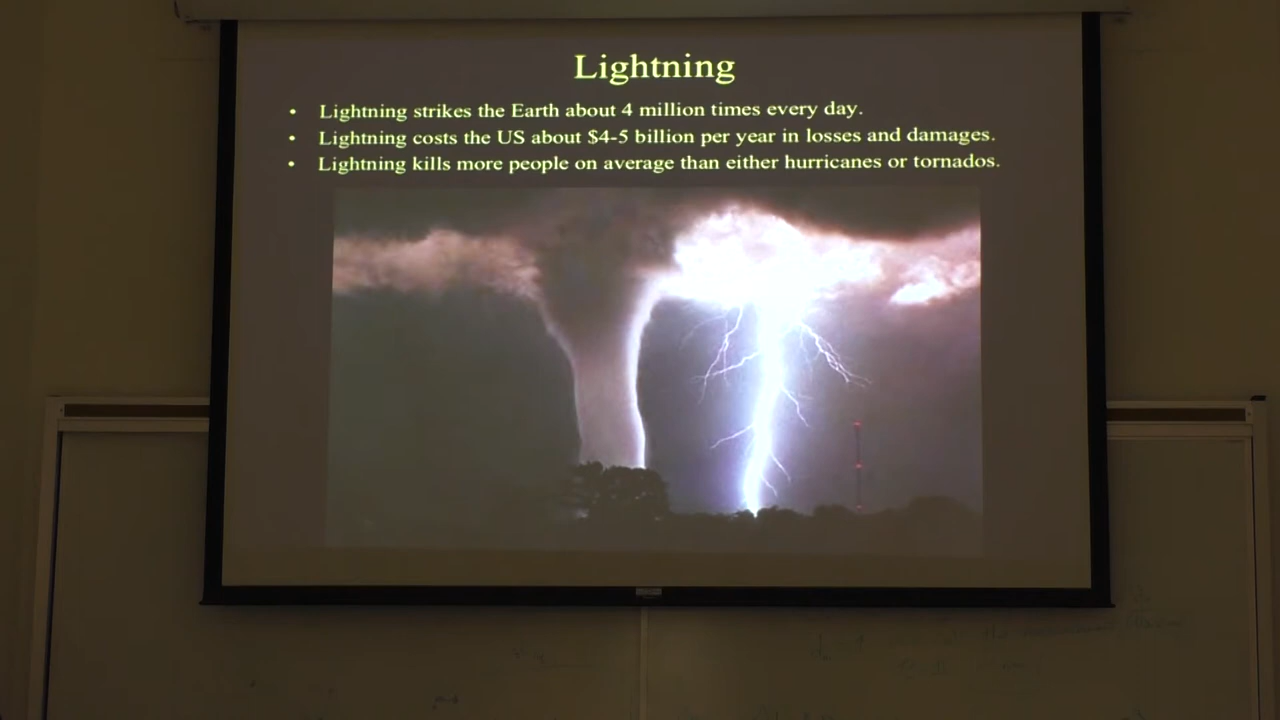 Lightning
• Lightning strikes the Earth about 4 million times every day.
• Lightning costs the US about $4-5 billion per year in losses and damages.
• Lightning kills more people on average than either hurricanes or tornados.